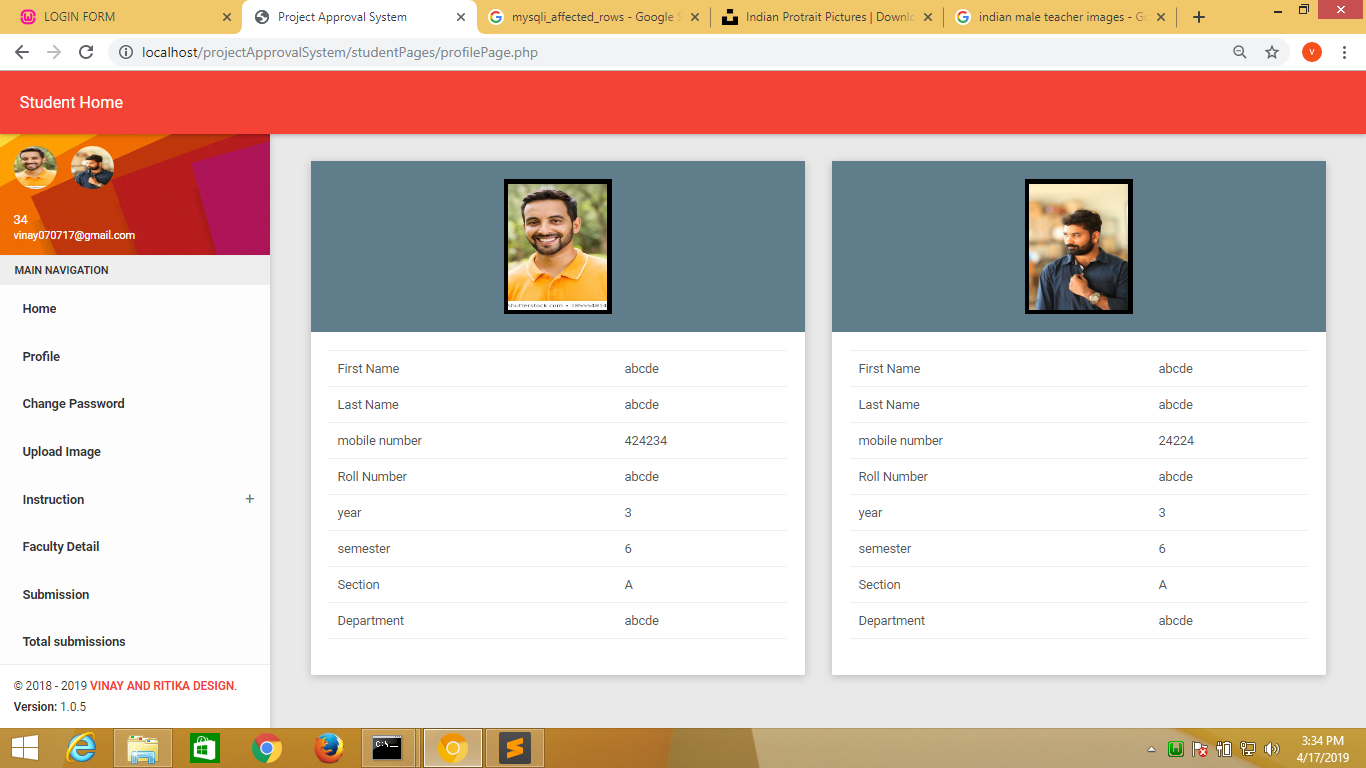 LOGIN FORM
Project Approval System
mysqli_affected_rows - Google S
Indian Protrait Pictures | Downlo
indian male teacher images - Go
localhost/projectApprovalSystem/studentPages/profilePage.php
V
Student Home
34
vinay070717@gmail.com
MAIN NAVIGATION
Home
Profile
Change Password
Upload Image
Instruction +
Faculty Detail
Submission
Total submissions
© 2018 - 2019 VINAY AND RITIKA DESIGN.
Version: 1.0.5
First Name abcde
Last Name abcde
mobile number 424234
Roll Number abcde
year 3
semester 6
Section A
Department abcde
First Name abcde
Last Name abcde
mobile number 24224
Roll Number abcde
year 3
semester 6
Section A
Department abcde
3:34 PM
4/17/2019